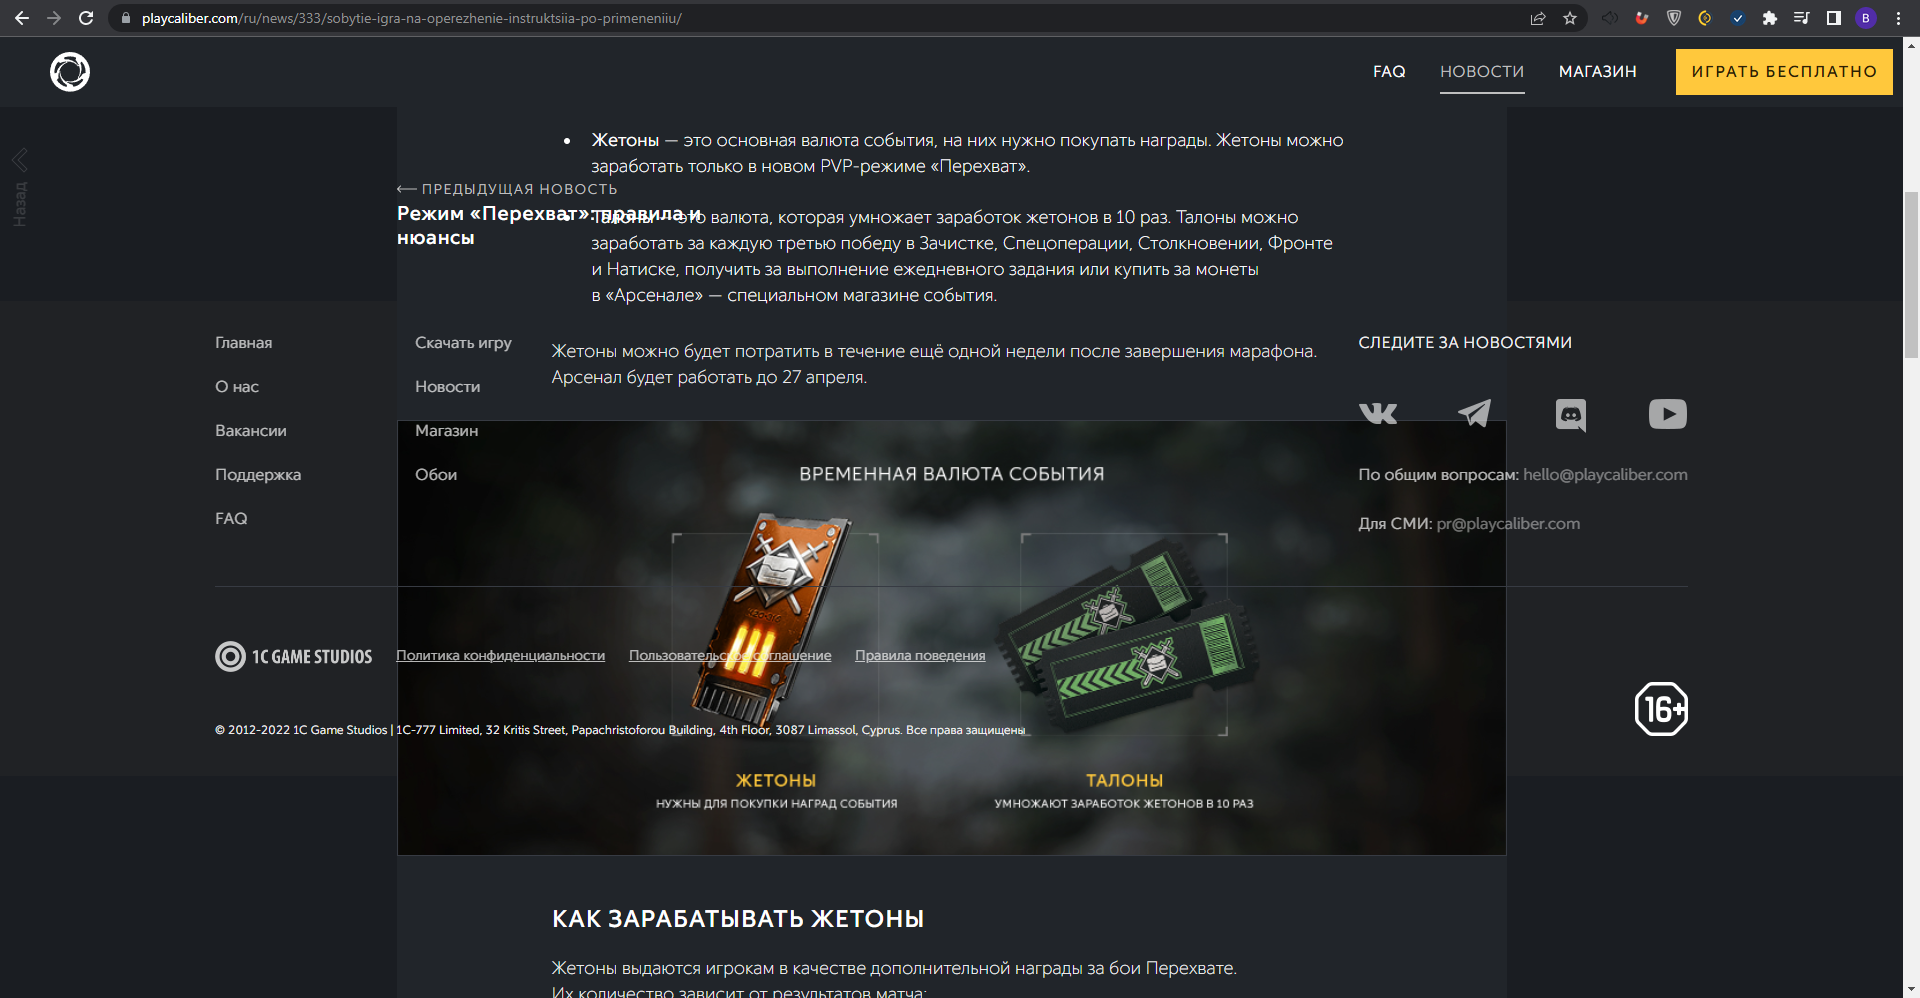 playcaliber.com/ru/news/333/sobytie-igra-na-operezhenie-instruktsiia-po-primeneniiu/
B
FAQ
НОВОСТИ
МАГАЗИН
ИГРАТЬ БЕСПЛАТНО
Назад
Жетоны — это основная валюта события, на них нужно покупать награды. Жетоны можно
заработать только в новом PVP-режиме «Перехват».
ПРЕДЫДУЩАЯ НОВОСТЬ
Режим «Перехват»: правила и
нюансы
Талоны — это валюта, которая умножает заработок жетонов в 10 раз. Талоны можно
заработать за каждую третью победу в Зачистке, Спецоперации, Столкновении, Фронте
и Натиске, получить за выполнение ежедневного задания или купить за монеты
в «Арсенале» — специальном магазине события.
Жетоны можно будет потратить в течение ещё одной недели после завершения марафона.
Арсенал будет работать до 27 апреля.
Главная
О нас
Вакансии
Поддержка
FAQ
Скачать игру
Новости
Магазин
Обои
СЛЕДИТЕ ЗА НОВОСТЯМИ
По общим вопросам: hello@playcaliber.com
Для СМИ: pr@playcaliber.com
ВРЕМЕННАЯ ВАЛЮТА СОБЫТИЯ
1C GAME STUDIOS
Политика конфиденциальности
Пользовательское соглашение
Правила поведения
16+
© 2012-2022 1C Game Studios | 1C-777 Limited, 32 Kritis Street, Papachristoforou Building, 4th Floor, 3087 Limassol, Cyprus. Все права защищены
ЖЕТОНЫ
НУЖНЫ ДЛЯ ПОКУПКИ НАГРАД СОБЫТИЯ
ТАЛОНЫ
УМНОЖАЮТ ЗАРАБОТОК ЖЕТОНОВ В 10 РАЗ
КАК ЗАРАБАТЫВАТЬ ЖЕТОНЫ
Жетоны выдаются игрокам в качестве дополнительной награды за бои Перехвате.
Их количество зависит от результатов матча: